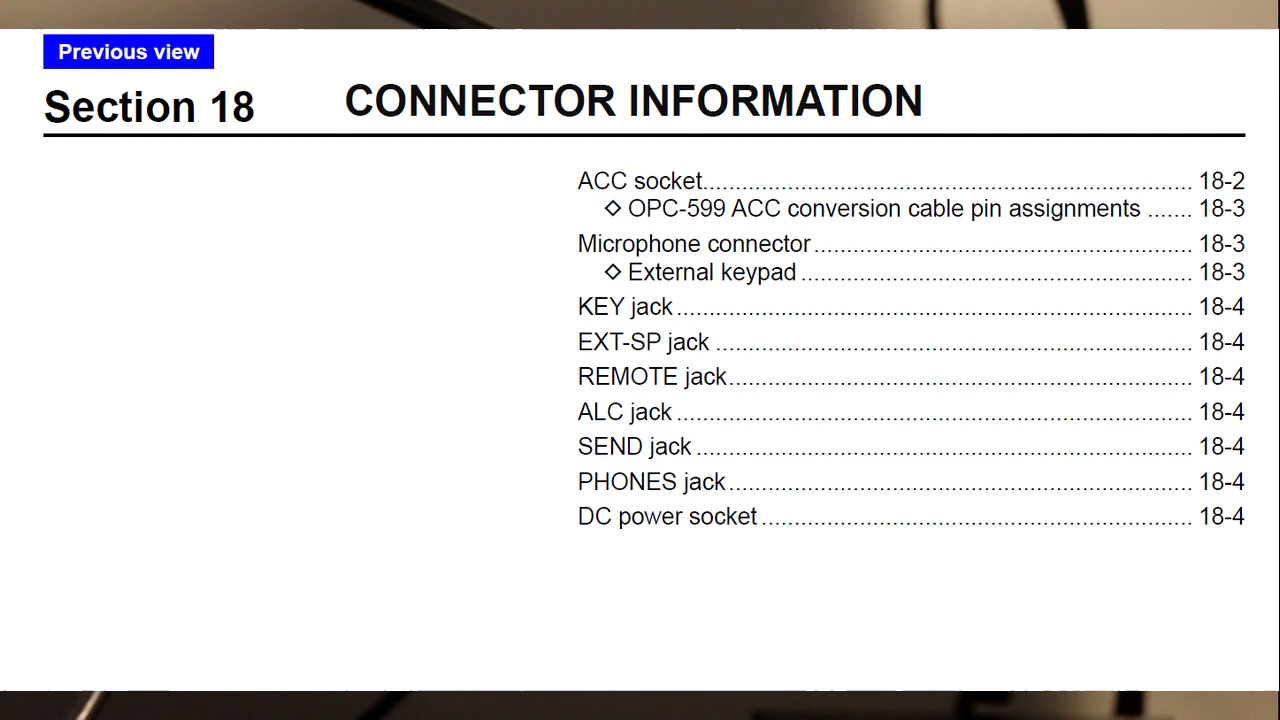 Previous view
Section 18 CONNECTOR INFORMATION
ACC socket.......................................................................... 18-2
◇ OPC-599 ACC conversion cable pin assignments ....... 18-3
Microphone connector.......................................................... 18-3
◇ External keypad ............................................................ 18-3
KEY jack............................................................................... 18-4
EXT-SP jack ......................................................................... 18-4
REMOTE jack....................................................................... 18-4
ALC jack ............................................................................... 18-4
SEND jack ............................................................................ 18-4
PHONES jack....................................................................... 18-4
DC power socket .................................................................. 18-4